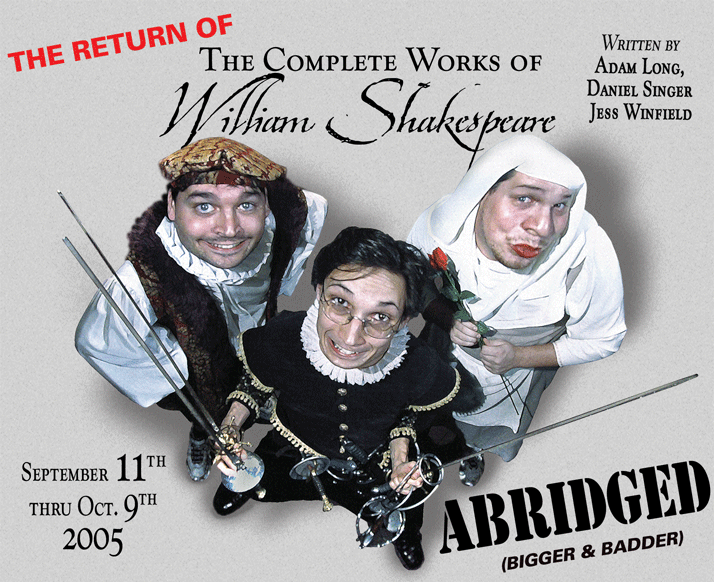 THE RETURN OF
THE COMPLETE WORKS OF
William Shakespeare
WRITTEN BY
ADAM LONG,
DANIEL SINGER
JESS WINFIELD
SEPTEMBER 11TH
THRU OCT. 9TH
2005
ABRIDGED
(BIGGER & BADDER)